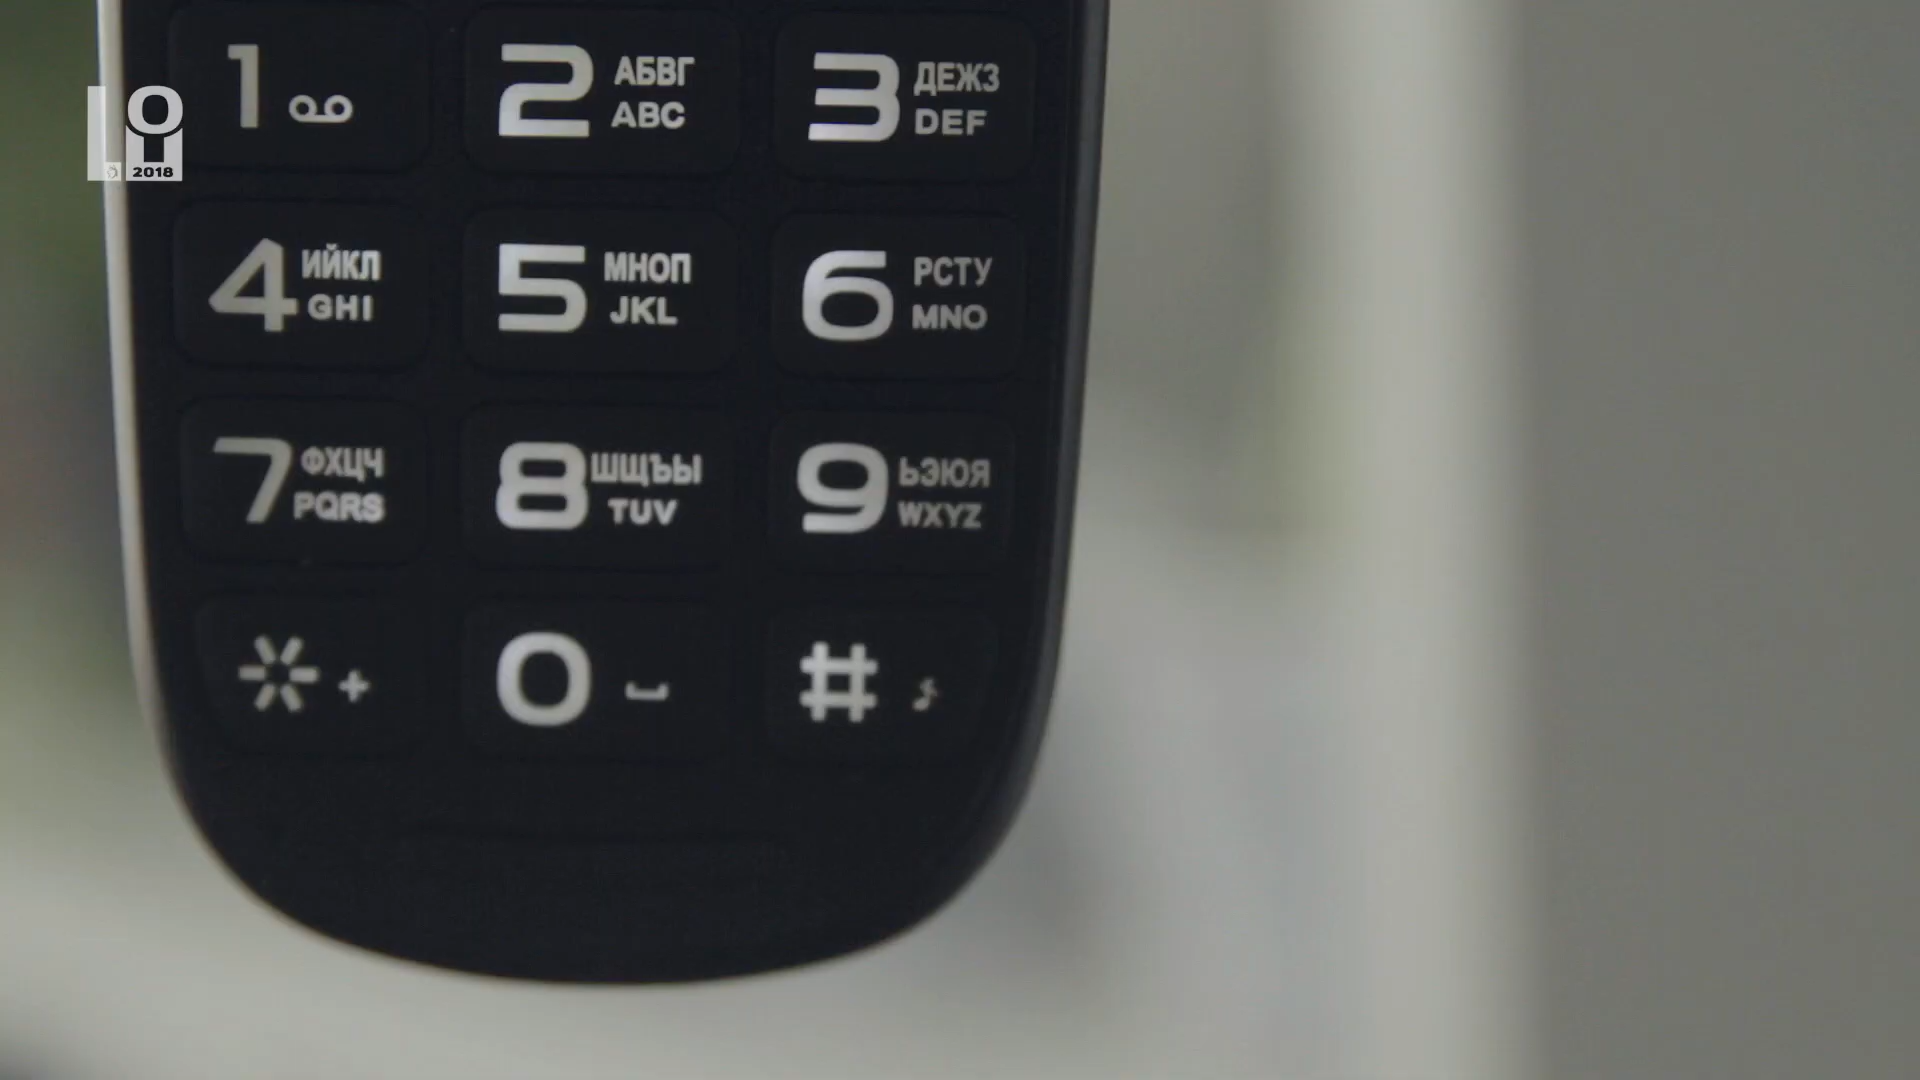 1
2 АБВГ
ABC
3 ДЕЖЗ
DEF
LOU
2018
4 ИЙКЛ
GHI
5 МНОП
JKL
6 РСТУ
MNO
7 ФХЦЧ
PQRS
8 ШЩЪЫ
TUV
9 ЬЭЮЯ
WXYZ
* +
0
#